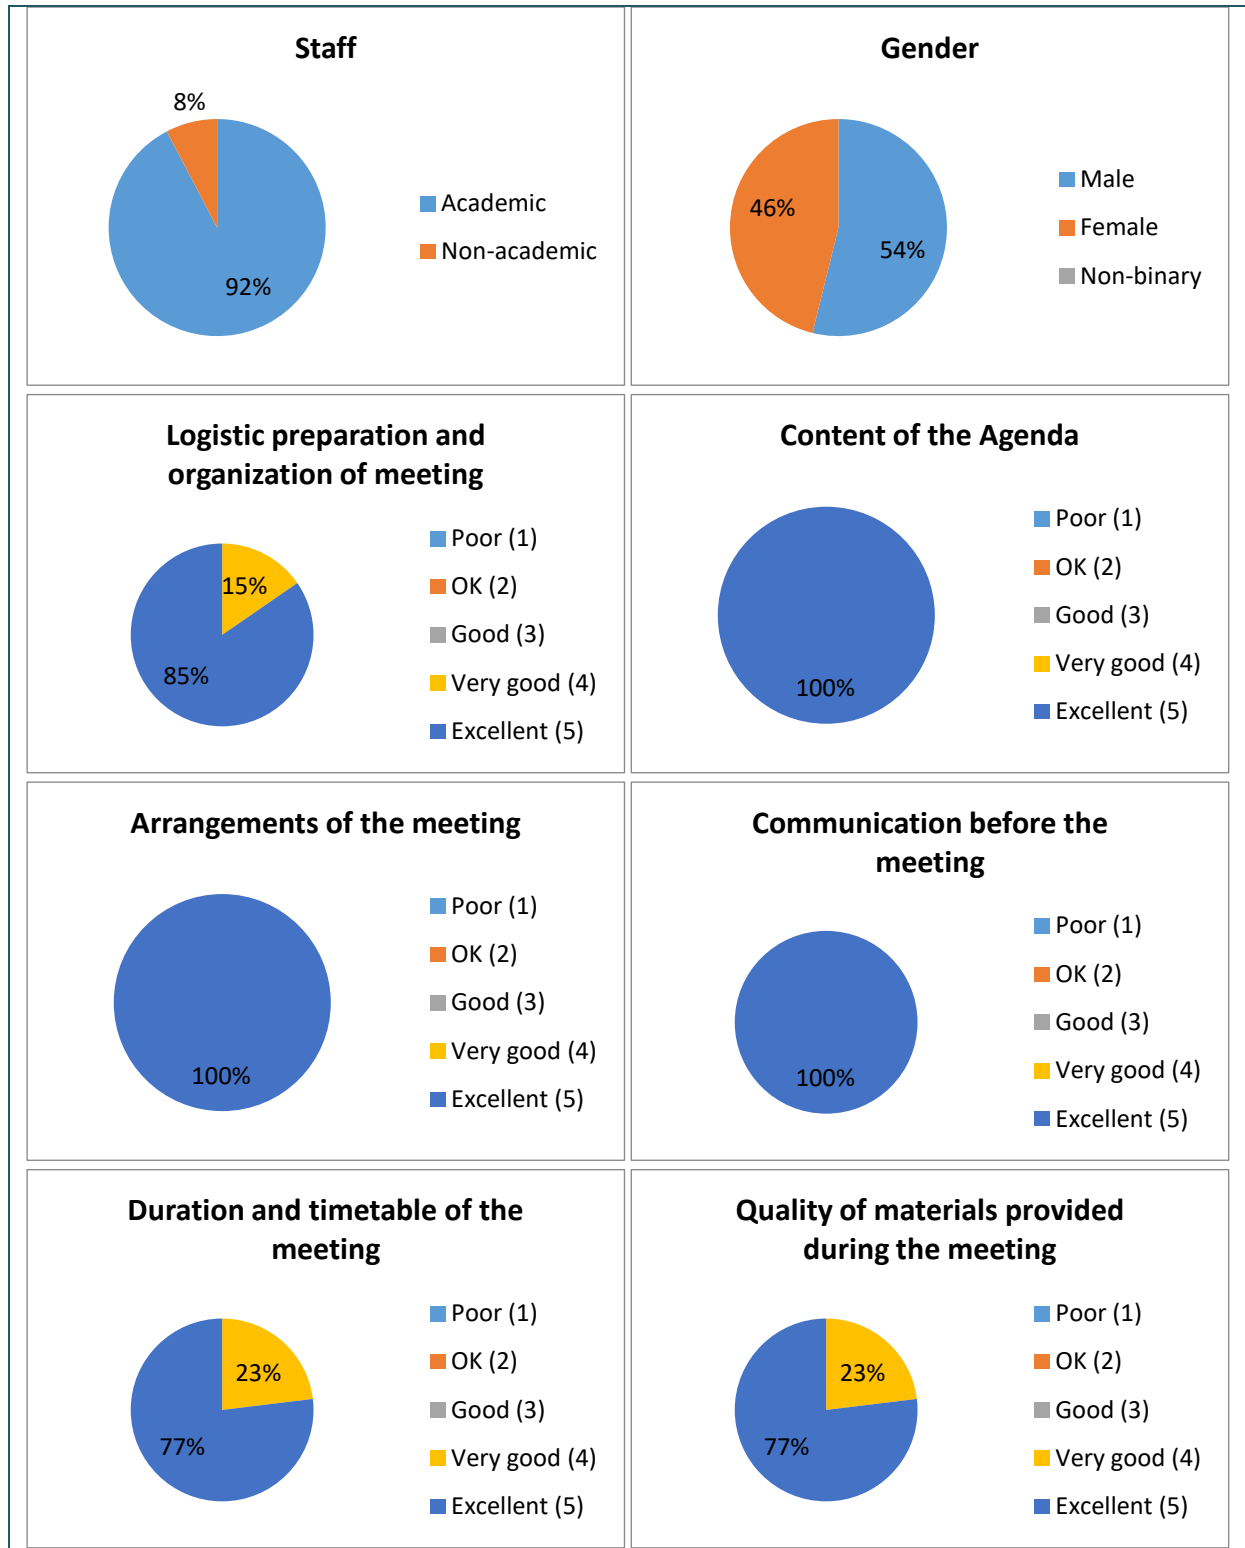 Staff
8%
92%
Academic
Non-academic
Gender
46%
54%
Male
Female
Non-binary
Logistic preparation and
organization of meeting
15%
85%
Poor (1)
OK (2)
Good (3)
Very good (4)
Excellent (5)
Content of the Agenda
100%
Poor (1)
OK (2)
Good (3)
Very good (4)
Excellent (5)
Arrangements of the meeting
100%
Poor (1)
OK (2)
Good (3)
Very good (4)
Excellent (5)
Communication before the
meeting
100%
Poor (1)
OK (2)
Good (3)
Very good (4)
Excellent (5)
Duration and timetable of the
meeting
23%
77%
Poor (1)
OK (2)
Good (3)
Very good (4)
Excellent (5)
Quality of materials provided
during the meeting
23%
77%
Poor (1)
OK (2)
Good (3)
Very good (4)
Excellent (5)